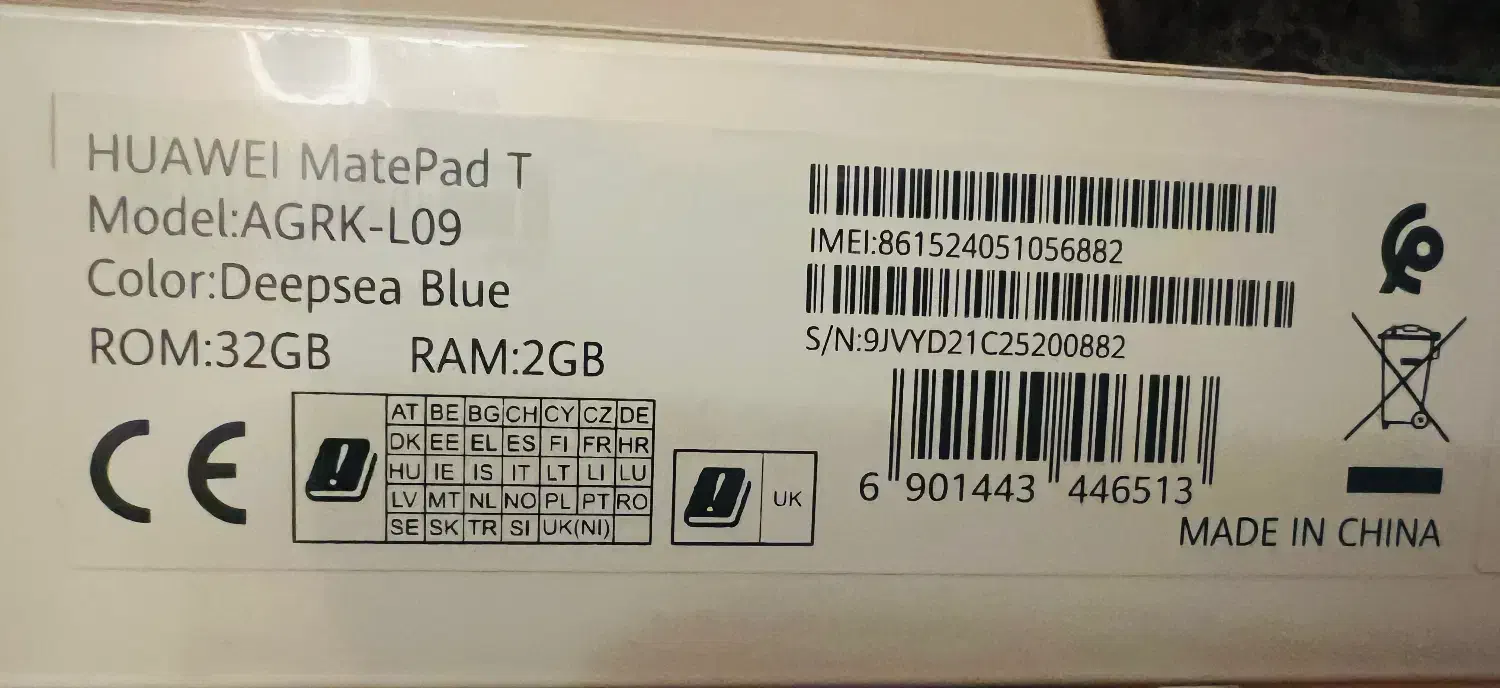 HUAWEI MatePad T
Model:AGRK-L09
Color:Deepsea Blue
ROM:32GB RAM:2GB
CE
AT BE BG CH CY CZ DE
DK EE EL ES FI FR HR
HU IE IS IT LT LI LU
LV MT NL NO PL PT RO
SE SK TR SI UK(NI)
UK
IMEI:861524051056882
S/N:9JVYD21C25200882
6 901443 446513
MADE IN CHINA